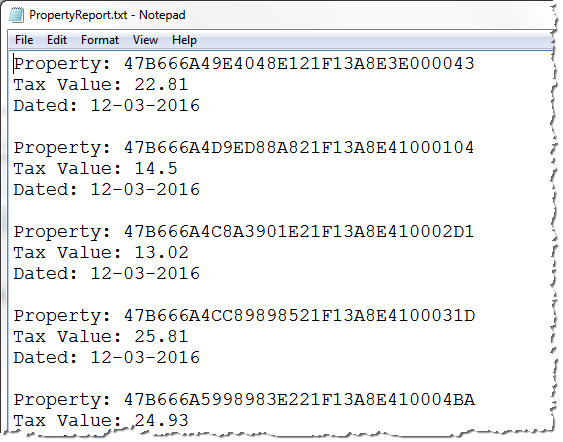 PropertyReport.txt - Notepad
File Edit Format View Help
Property: 47B666A49E4048E121F13A8E3E000043
Tax Value: 22.81
Dated: 12-03-2016
Property: 47B666A4D9ED88A821F13A8E41000104
Tax Value: 14.5
Dated: 12-03-2016
Property: 47B666A4C8A3901E21F13A8E410002D1
Tax Value: 13.02
Dated: 12-03-2016
Property: 47B666A4CC89898521F13A8E4100031D
Tax Value: 25.81
Dated: 12-03-2016
Property: 47B666A5998983E221F13A8E410004BA
Tax Value: 24.93